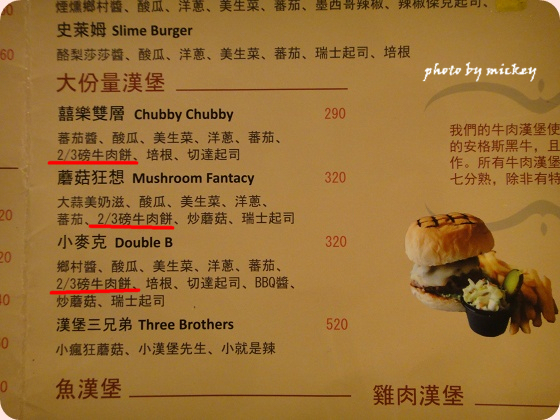 煙燻鄉村醬、酸瓜、洋蔥、美生菜、番茄、墨西哥辣椒、辣椒傑克起司、
史萊姆 Slime Burger
酪梨莎莎醬、酸瓜、洋蔥、美生菜、番茄、瑞士起司、培根
photo by mickey
大份量漢堡
囍樂雙層 Chubby Chubby 290
蕃茄醬、酸瓜、美生菜、洋蔥、番茄、
2/3磅牛肉餅、培根、切達起司
蘑菇狂想 Mushroom Fantacy 320
大蒜美奶滋、酸瓜、美生菜、洋蔥、
番茄、2/3磅牛肉餅、炒蘑菇、瑞士起司
小麥克 Double B 320
鄉村醬、酸瓜、美生菜、洋蔥、番茄、
2/3磅牛肉餅、培根、切達起司、BBQ醬、
炒蘑菇、瑞士起司
漢堡三兄弟 Three Brothers 520
小瘋狂蘑菇、小漢堡先生、小就是辣
魚漢堡
我們的牛肉漢堡使
的安格斯黑牛，且
作。所有牛肉漢堡
七分熟，除非有特
雞肉漢堡